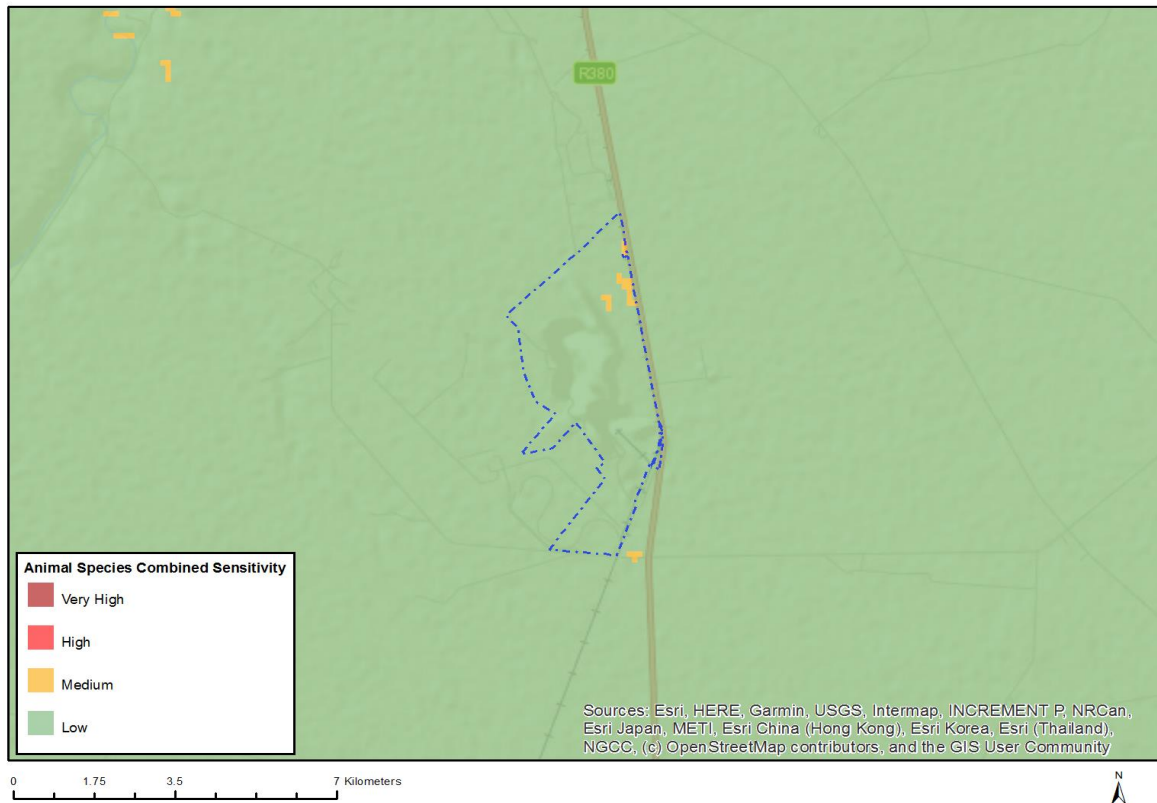 R380
Animal Species Combined Sensitivity
Very High
High
Medium
Low
Sources: Esri, HERE, Garmin, USGS, Intermap, INCREMENT P, NRCan,
Esri Japan, METI, Esri China (Hong Kong), Esri Korea, Esri (Thailand),
NGCC, (c) OpenStreetMap contributors, and the GIS User Community
0 1.75 3.5 7 Kilometers
N